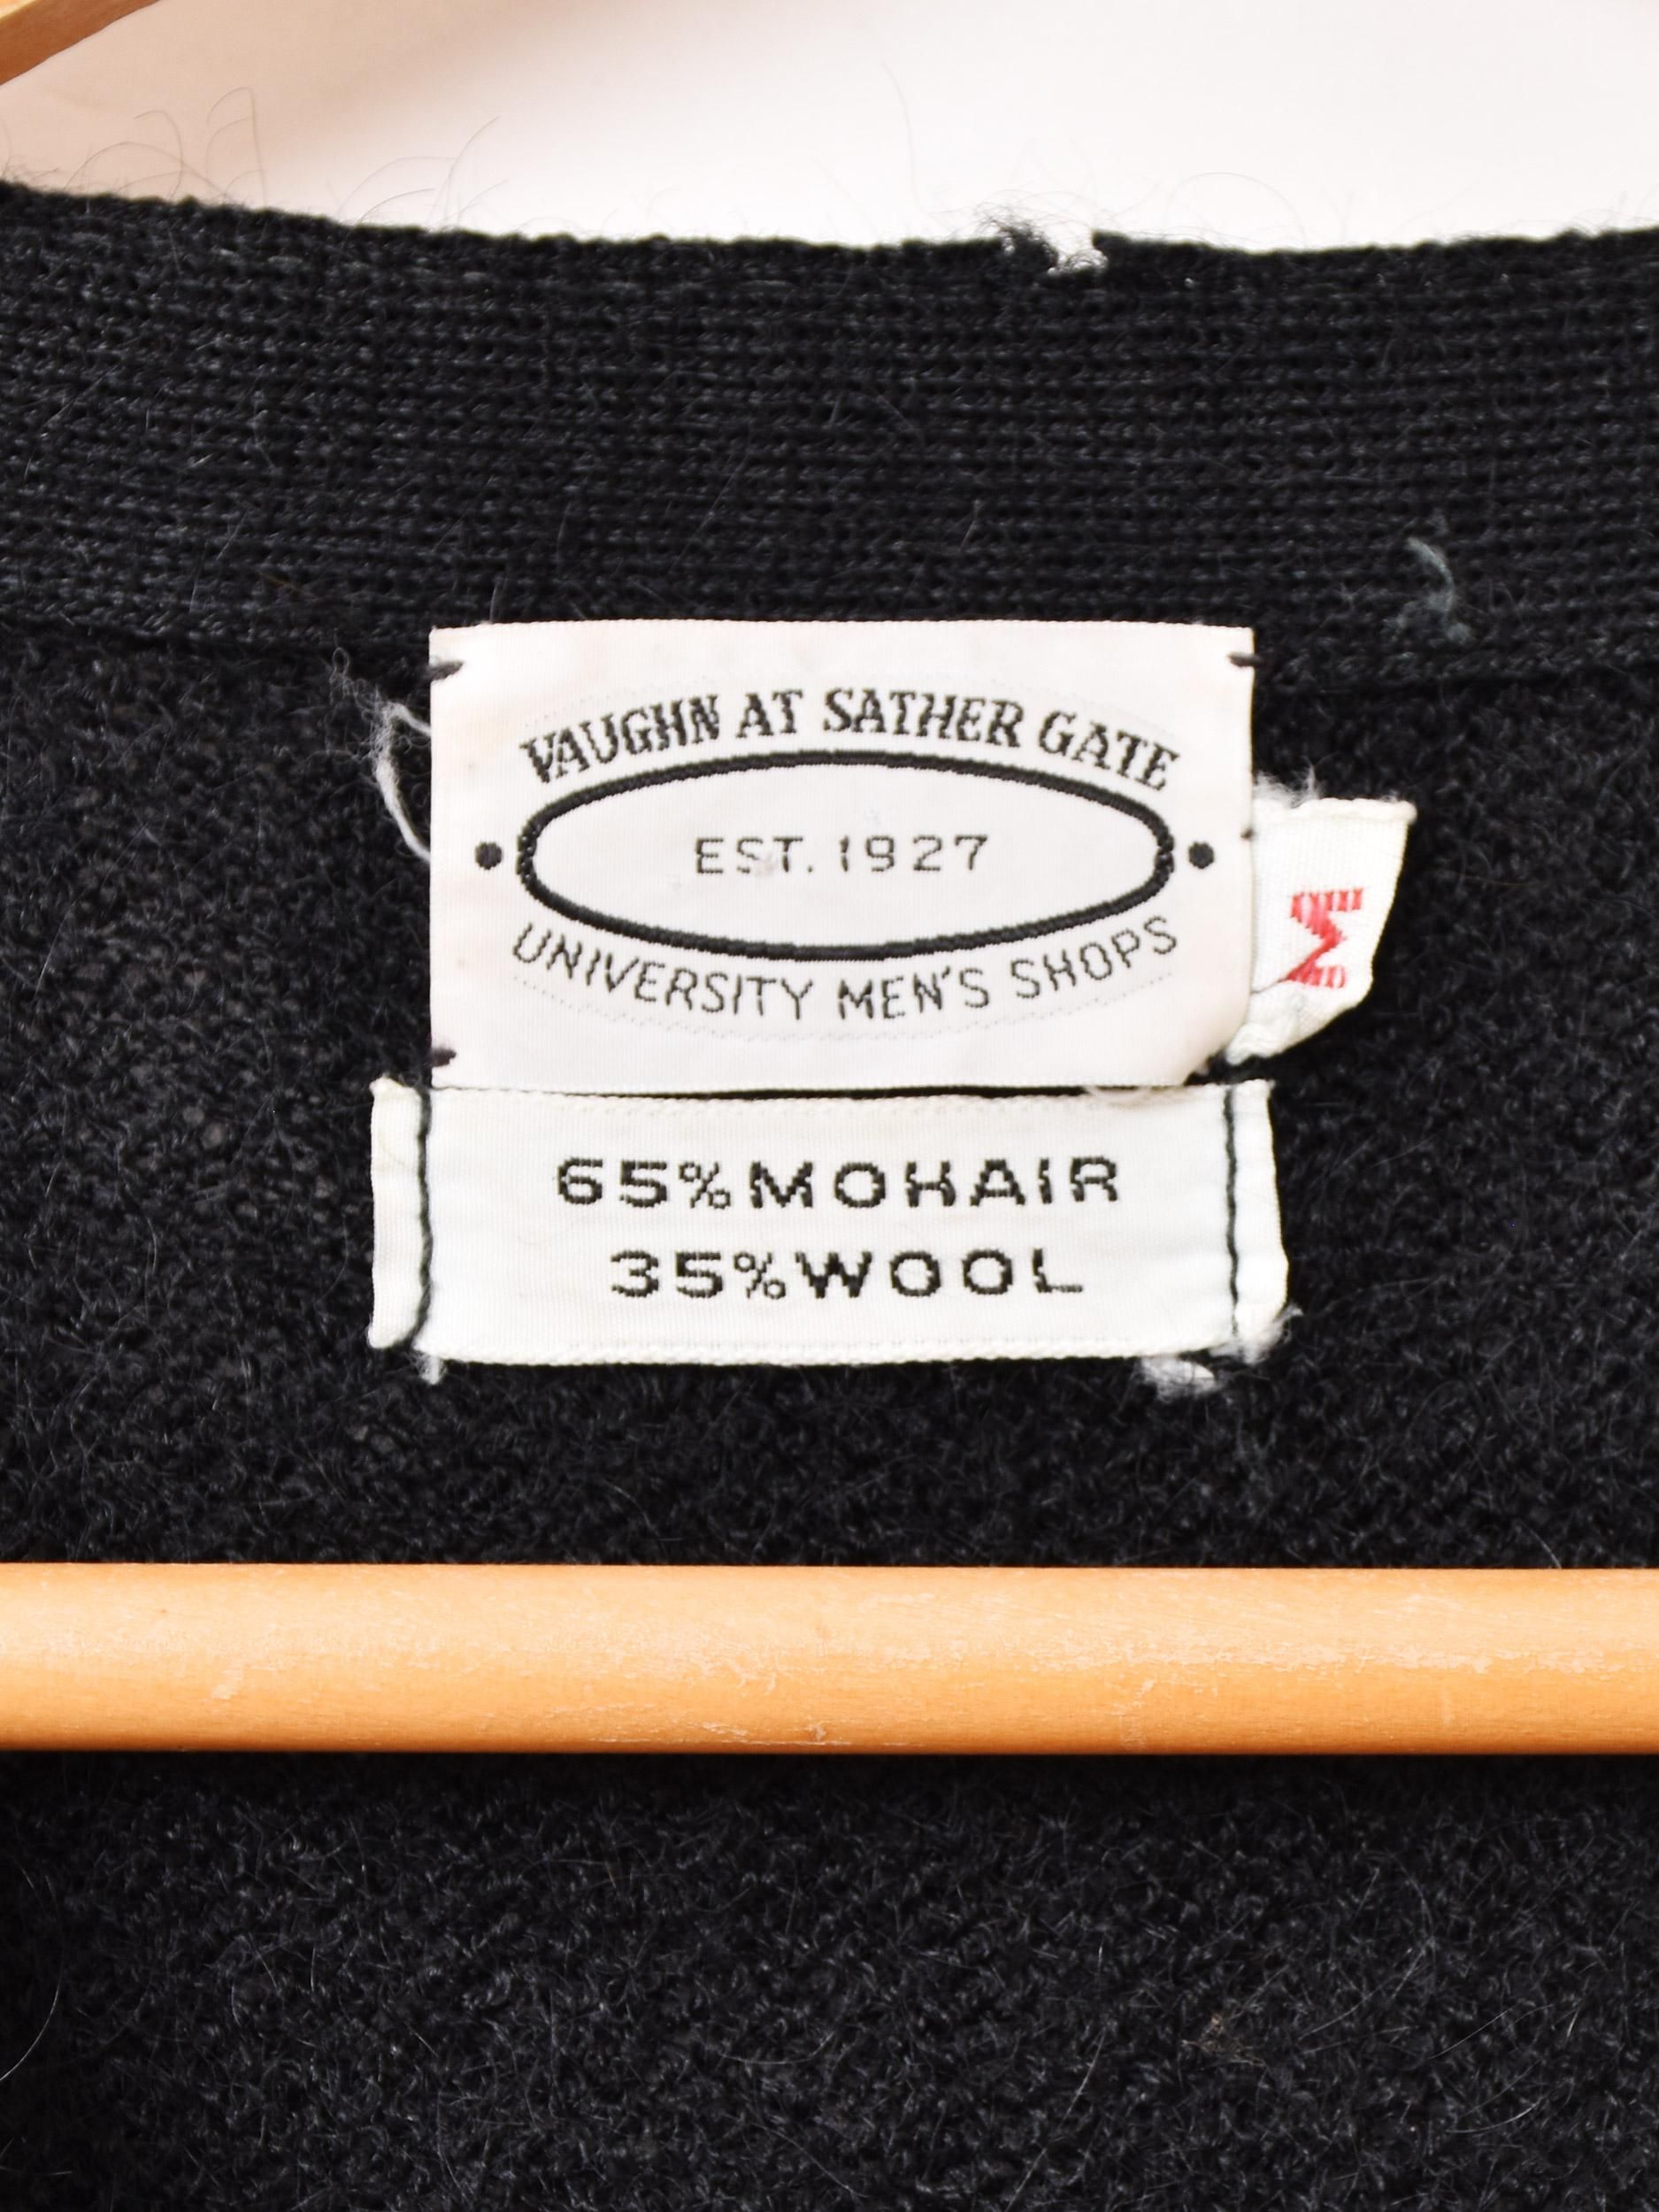 VAUGHN AT SATHER GATE
EST. 1927
UNIVERSITY MEN'S SHOPS
M
65% MOHAIR
35% WOOL